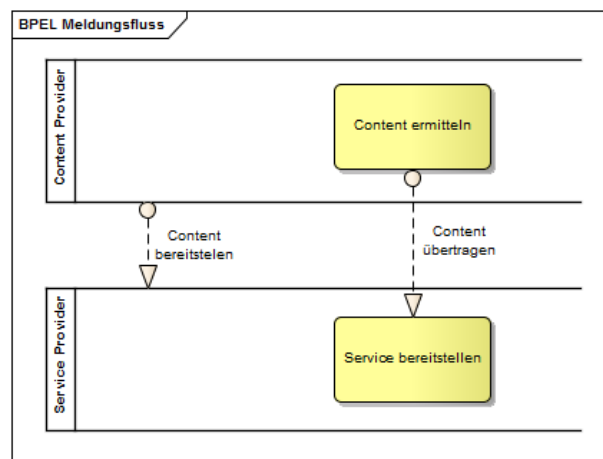 BPEL Meldungsfluss
Content Provider
Content ermitteln
Content
bereitstelen
Content
übertragen
Service Provider
Service bereitstellen